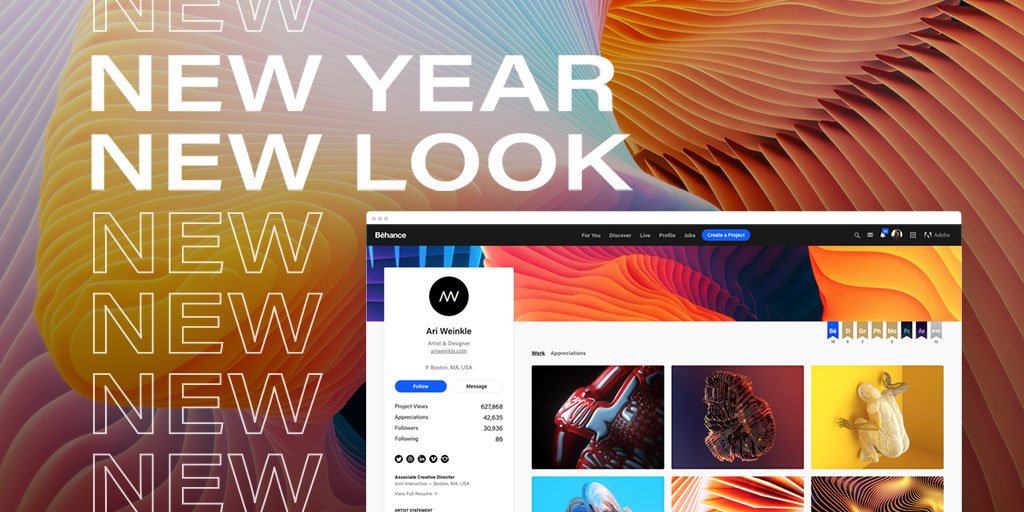 NEW
NEW YEAR
NEW LOOK
NEW
NEW
NEW
NEW
Bēhance
For You Discover Live Profile Jobs Create a Project
Adobe
AW
Ari Weinkle
Artist & Designer
ariweinkle.com
Boston, MA, USA
Follow Message
Project Views 627,868
Appreciations 42,635
Followers 30,936
Following 86
Associate Creative Director
Icon Interactive — Boston, MA, USA
View Full Resume →
ARTIST STATEMENT
Bē Il Gr Ph Mo Ps Ae
Work Appreciations